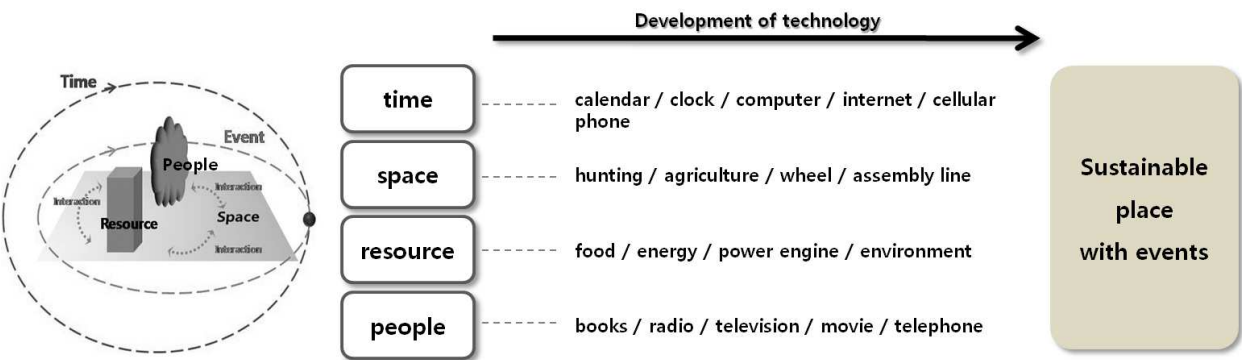 Development of technology
Time
Event
People
Interaction
Interaction
Resource
Space
Interaction
time
calendar / clock / computer / internet / cellular
phone
space
hunting / agriculture / wheel / assembly line
resource
food / energy / power engine / environment
people
books / radio / television / movie / telephone
Sustainable
place
with events